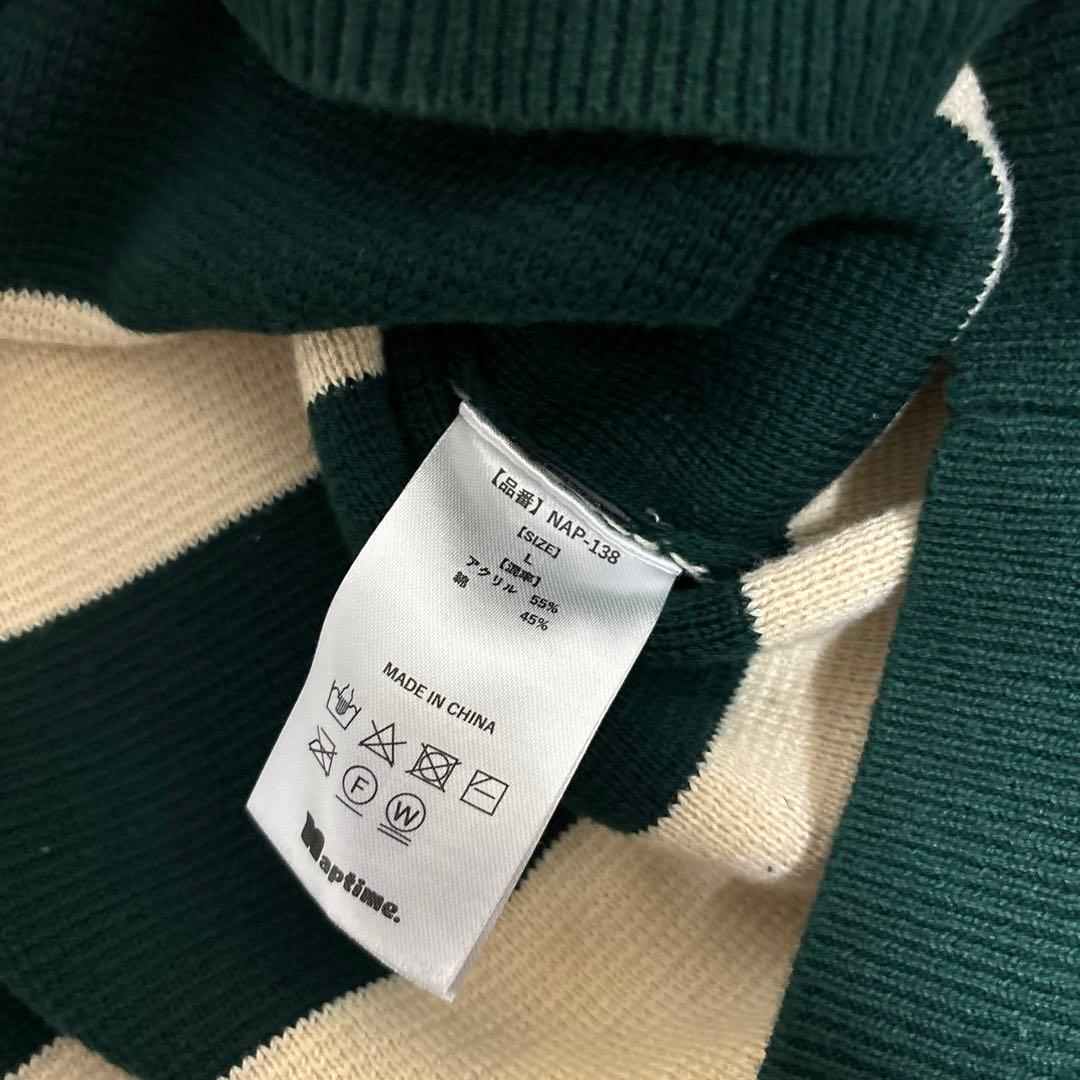 【品番】NAP-138
【SIZE】
L
【混率】
アクリル 55%
綿 45%
MADE IN CHINA
F
W
Naptime.